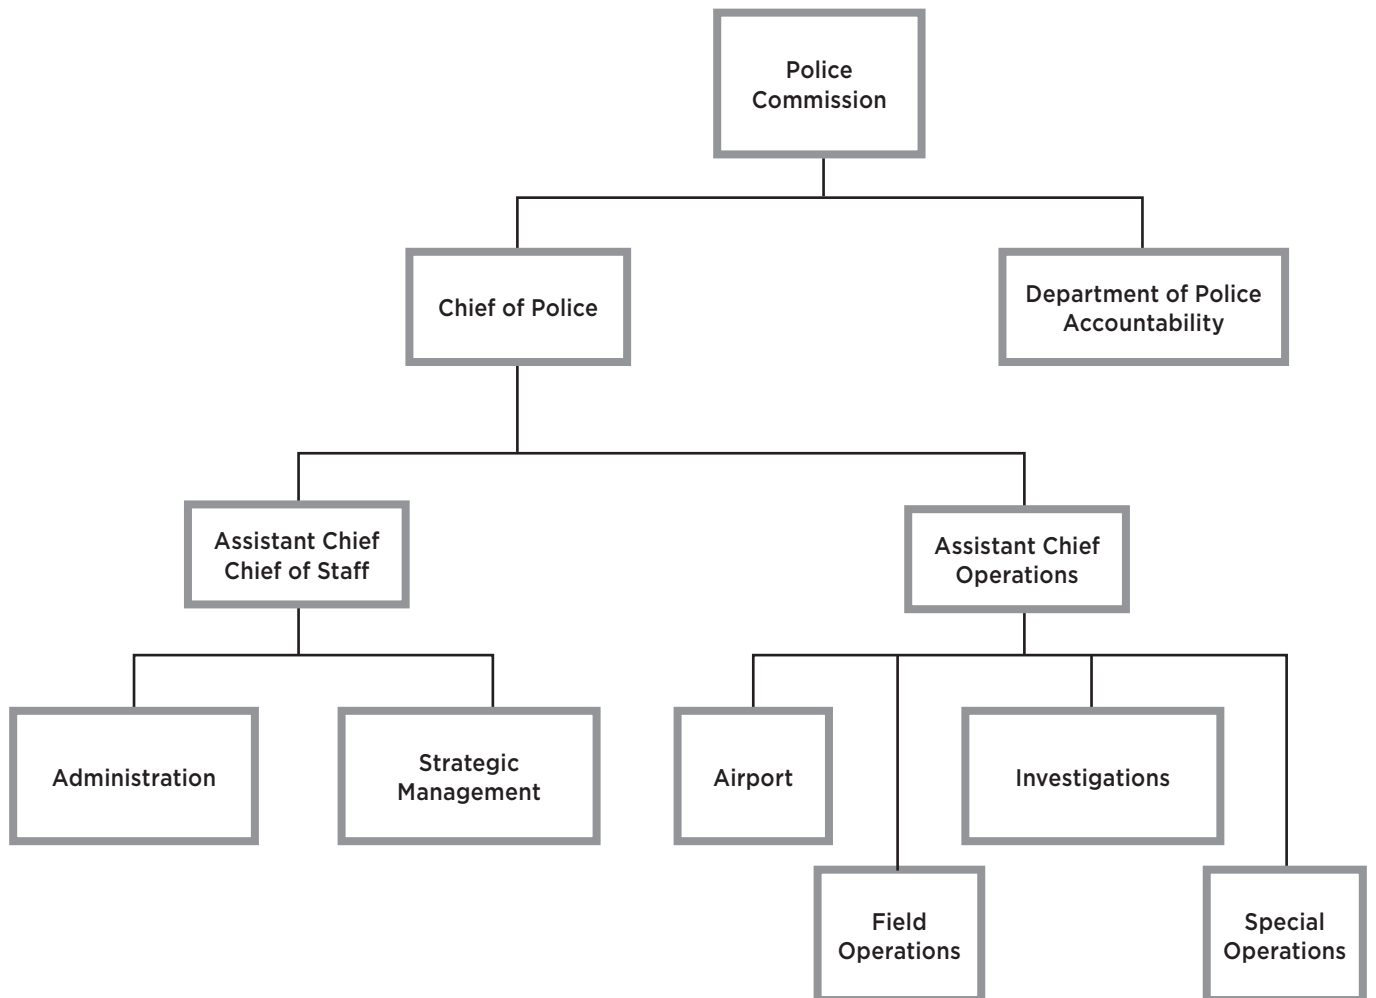 Police
Commission
Chief of Police
Department of Police
Accountability
Assistant Chief
Chief of Staff
Assistant Chief
Operations
Administration
Strategic
Management
Airport
Investigations
Field
Operations
Special
Operations